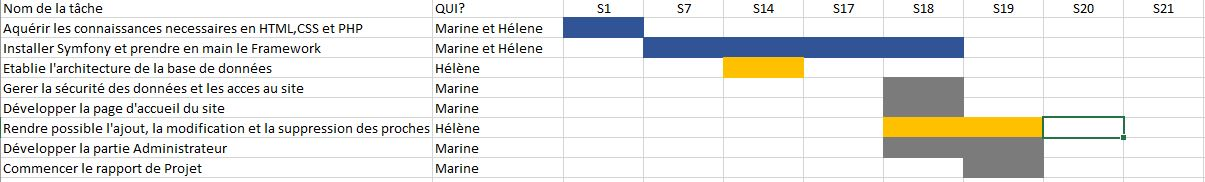 Nom de la tâche QUI? S1 S7 S14 S17 S18 S19 S20 S21
Aquérir les connaissances necessaires en HTML,CSS et PHP Marine et Hélene
Installer Symfony et prendre en main le Framework Marine et Hélene
Etablie l'architecture de la base de données Hélène
Gerer la sécurité des données et les acces au site Marine
Développer la page d'accueil du site Marine
Rendre possible l'ajout, la modification et la suppression des proches Hélène
Développer la partie Administrateur Marine
Commencer le rapport de Projet Marine